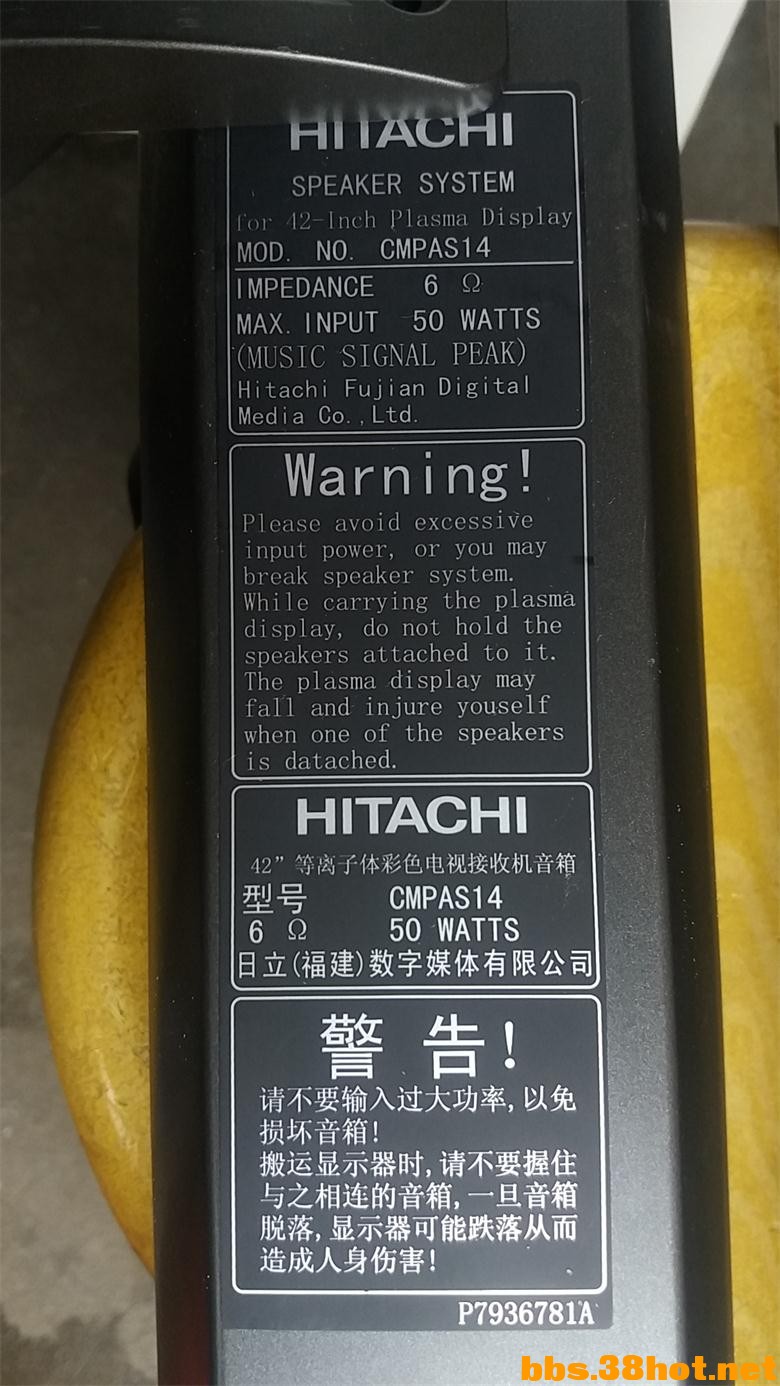 HITACHI
SPEAKER SYSTEM
for 42-Inch Plasma Display
MOD. NO. CMPAS14
IMPEDANCE 6 Ω
MAX. INPUT 50 WATTS
(MUSIC SIGNAL PEAK)
Hitachi Fujian Digital
Media Co.,Ltd.
Warning!
Please avoid excessive
input power, or you may
break speaker system.
While carrying the plasma
display, do not hold the
speakers attached to it.
The plasma display may
fall and injure youself
when one of the speakers
is datached.
HITACHI
42”等离子体彩色电视接收机音箱
型号 CMPAS14
6 Ω 50 WATTS
日立(福建)数字媒体有限公司
警 告!
请不要输入过大功率,以免
损坏音箱!
搬运显示器时,请不要握住
与之相连的音箱,一旦音箱
脱落,显示器可能跌落从而
造成人身伤害!
P7936781A
bbs.38hot.net